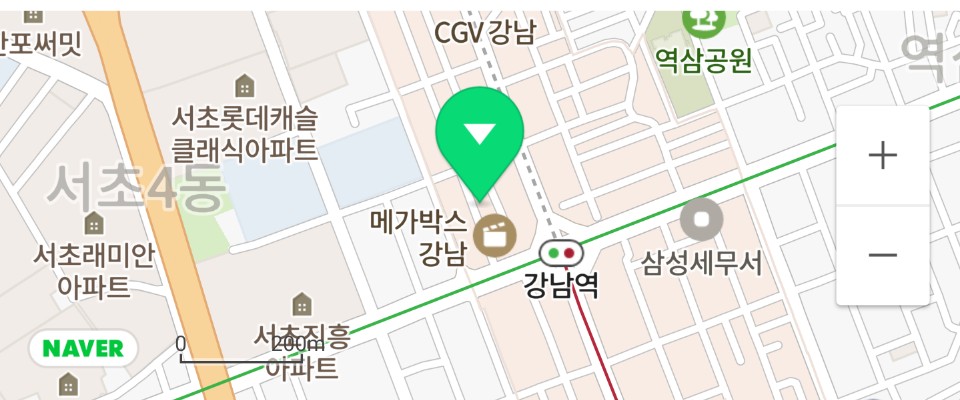 CGV 강남
반포써밋
역삼공원
서초롯데캐슬
클래식아파트
서초4동
메가박스
강남
서초래미안
아파트
삼성세무서
강남역
서초진흥
아파트
NAVER
0
200m